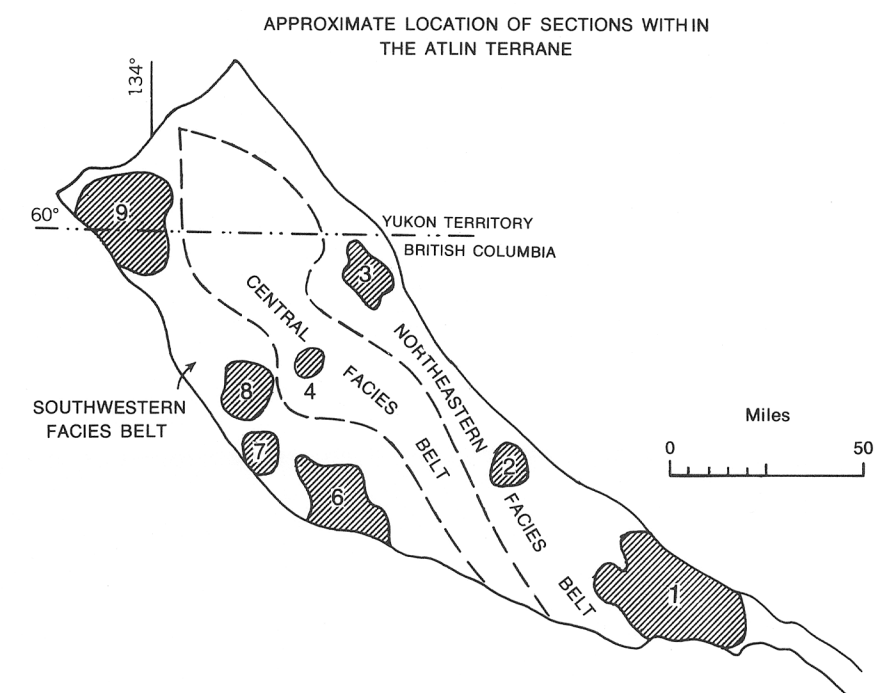 APPROXIMATE LOCATION OF SECTIONS WITHIN
THE ATLIN TERRANE
134°
9
60°
YUKON TERRITORY
BRITISH COLUMBIA
3
CENTRAL
FACIES
BELT
NORTHEASTERN
FACIES
BELT
4
8
SOUTHWESTERN
FACIES BELT
7
6
2
1
Miles
0 50